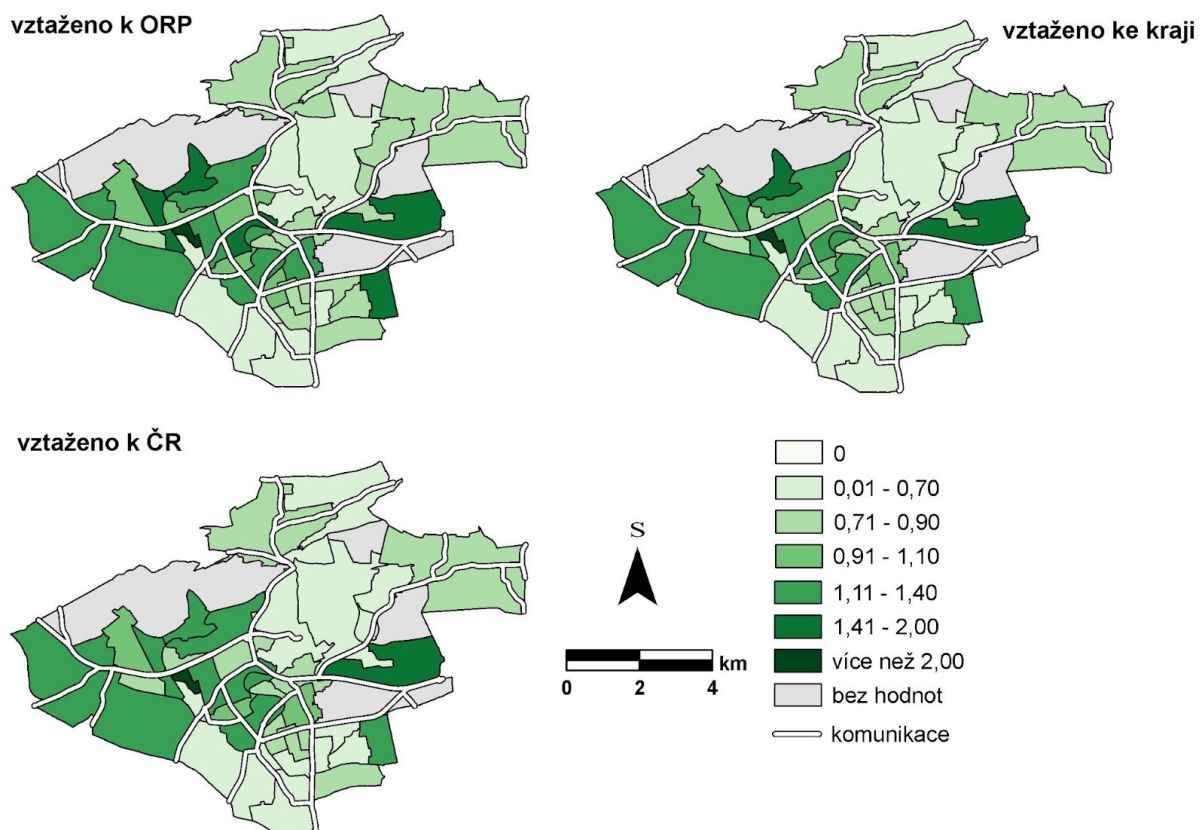 vztaženo k ORP
vztaženo ke kraji
vztaženo k ČR
S
0 2 4 km
0
0,01 - 0,70
0,71 - 0,90
0,91 - 1,10
1,11 - 1,40
1,41 - 2,00
více než 2,00
bez hodnot
komunikace